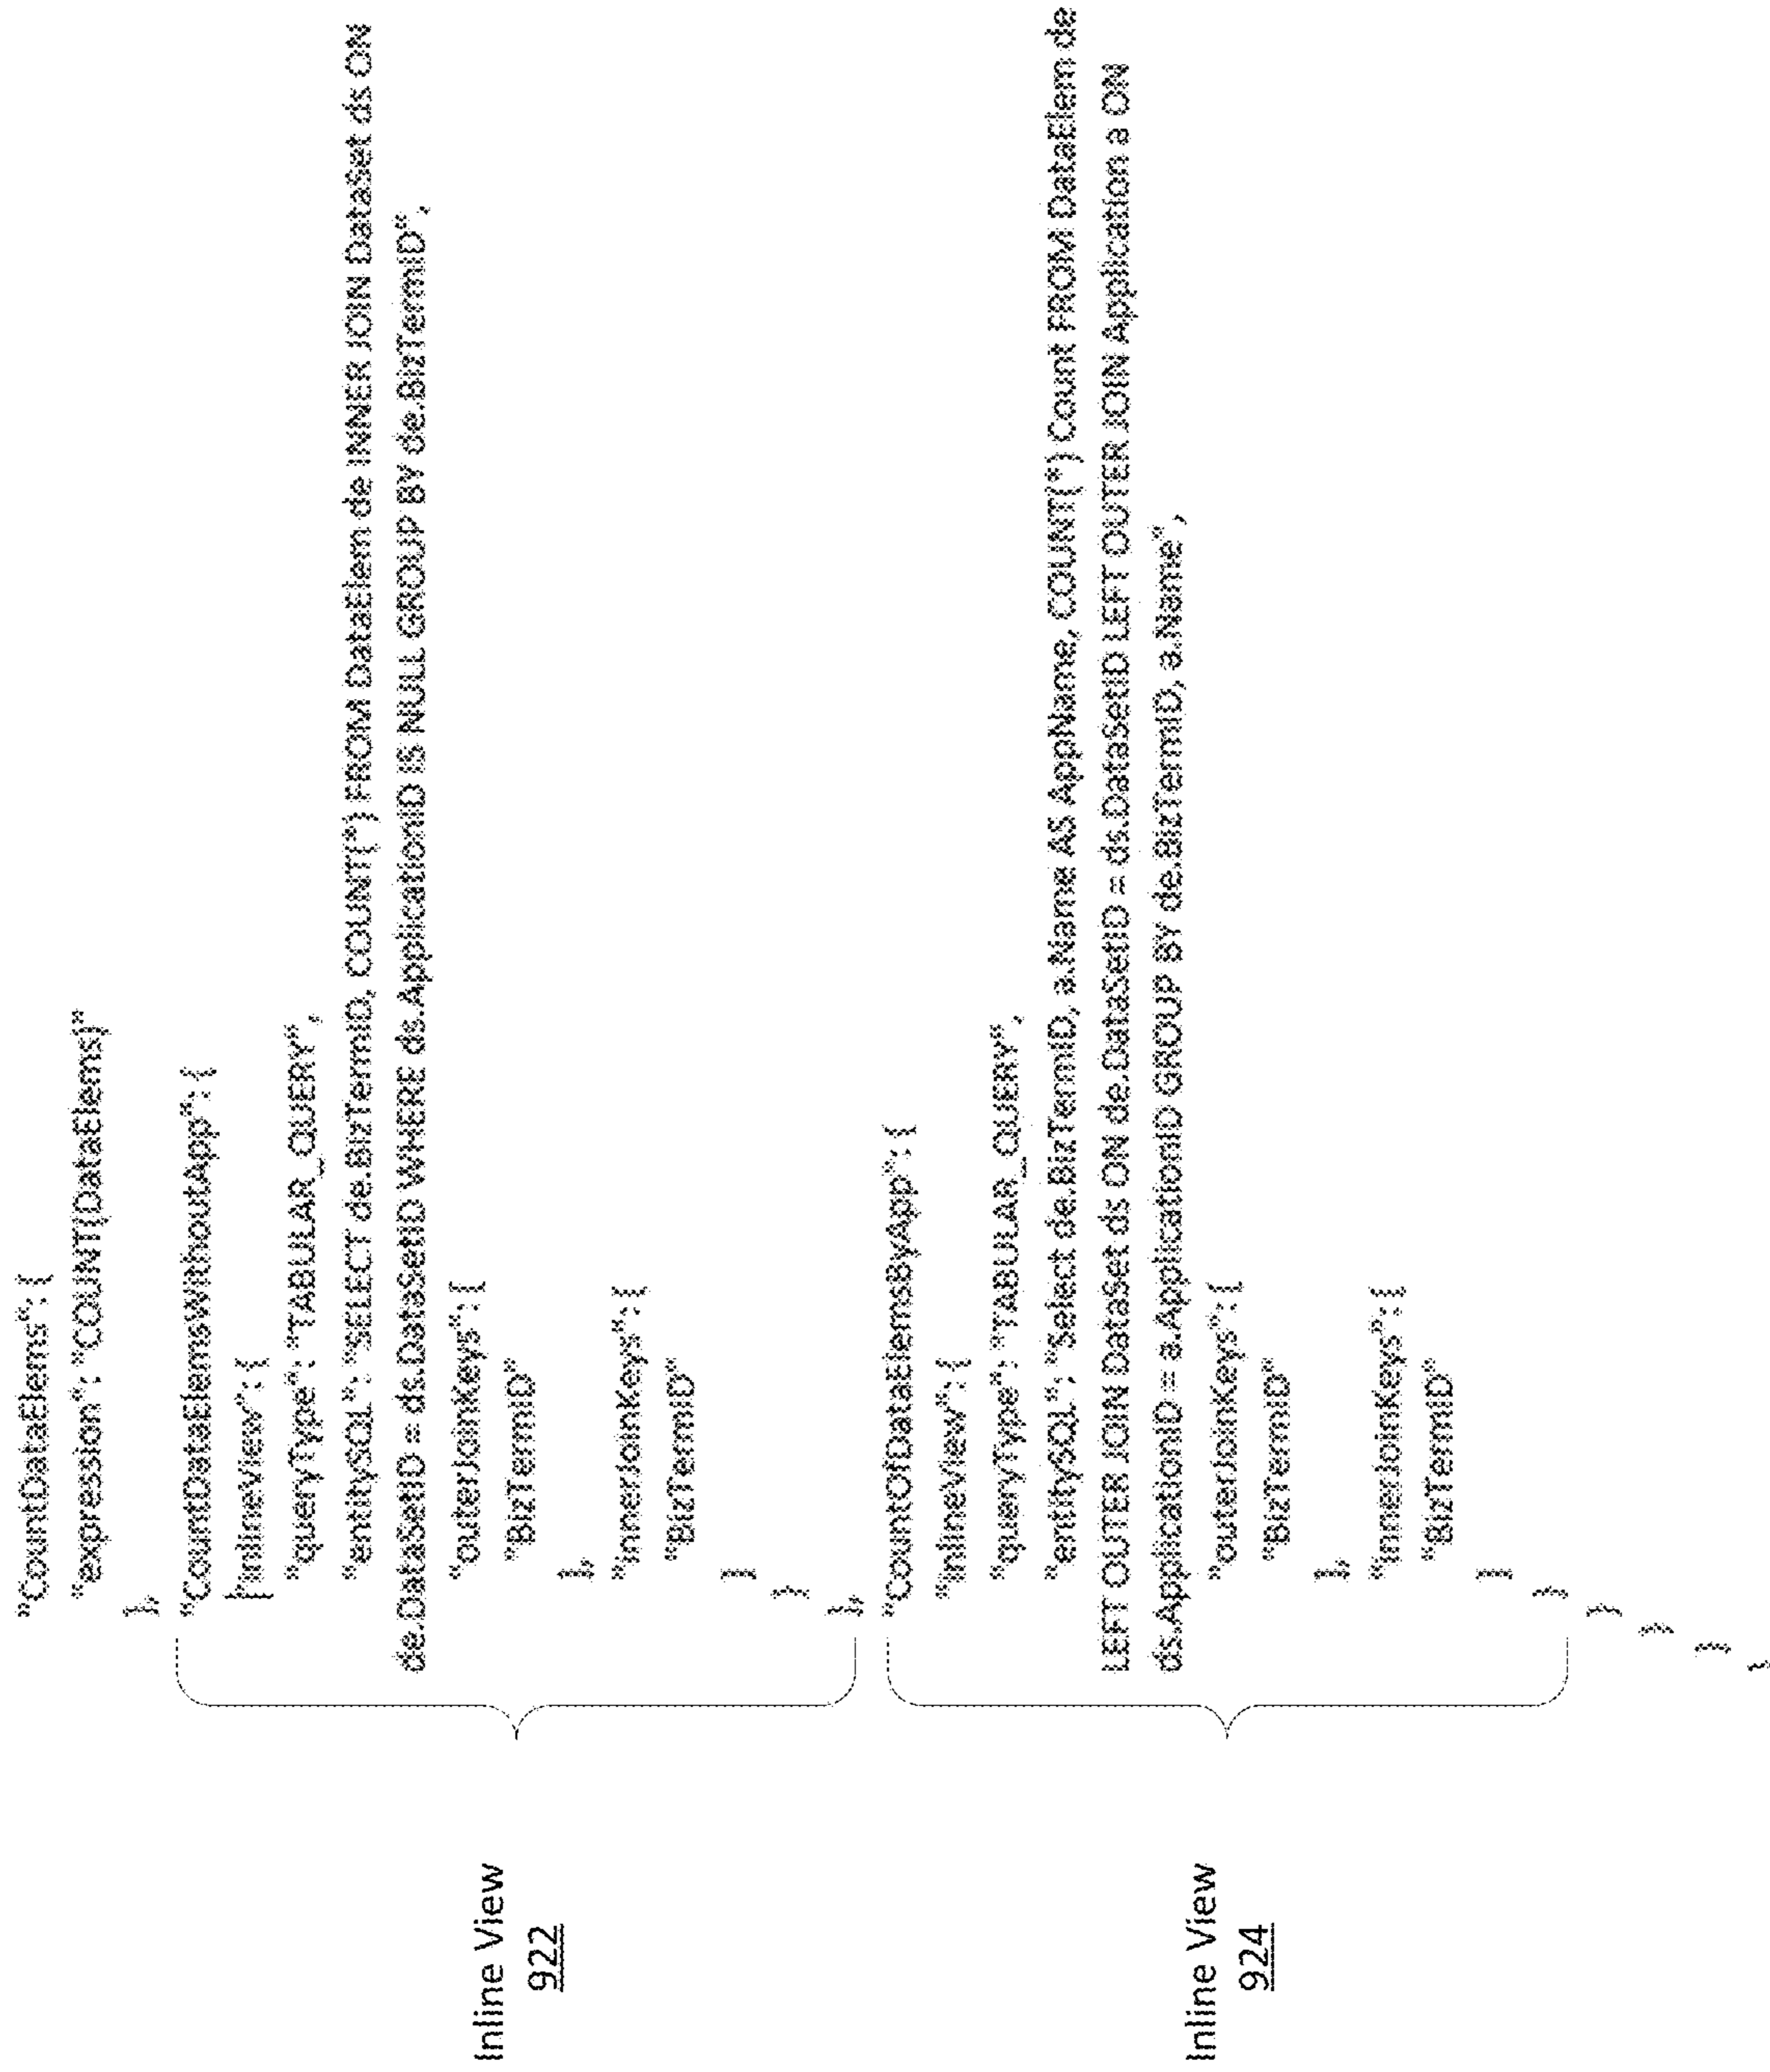 "CountDataElems": {
"expression": "COUNT(DataElems)"
},
"CountDataElemsWithoutApp": {
"inlineView": {
"queryType": "TABULAR_QUERY",
"entitySQL": "SELECT de.BizTermID, COUNT(*) FROM DataElem de INNER JOIN DataSet ds ON
de.DataSetID = ds.DataSetID WHERE ds.ApplicationID IS NULL GROUP BY de.BizTermID",
"outerJoinKeys": [
"BizTermID"
],
"innerJoinKeys": [
"BizTermID"
]
}
},
Inline View
922
"CountOfDataElemsByApp": {
"inlineView": {
"queryType": "TABULAR_QUERY",
"entitySQL": "Select de.BizTermID, a.Name AS AppName, COUNT(*) Count FROM DataElem de
LEFT OUTER JOIN DataSet ds ON de.DataSetID = ds.DataSetID LEFT OUTER JOIN Application a ON
ds.ApplicationID = a.ApplicationID GROUP BY de.BizTermID, a.Name",
"outerJoinKeys": [
"BizTermID"
],
"innerJoinKeys": [
"BizTermID"
]
}
}
}
}
}
Inline View
924